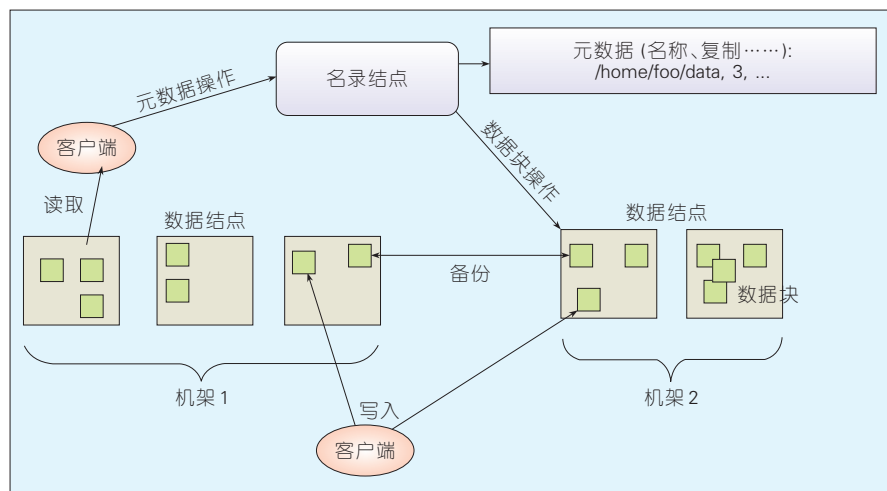 元数据 (名称、复制……):
/home/foo/data, 3, ...
名录结点
元数据操作
客户端
数据块操作
读取
数据结点
数据结点
备份
数据块
机架 1
机架 2
写入
客户端